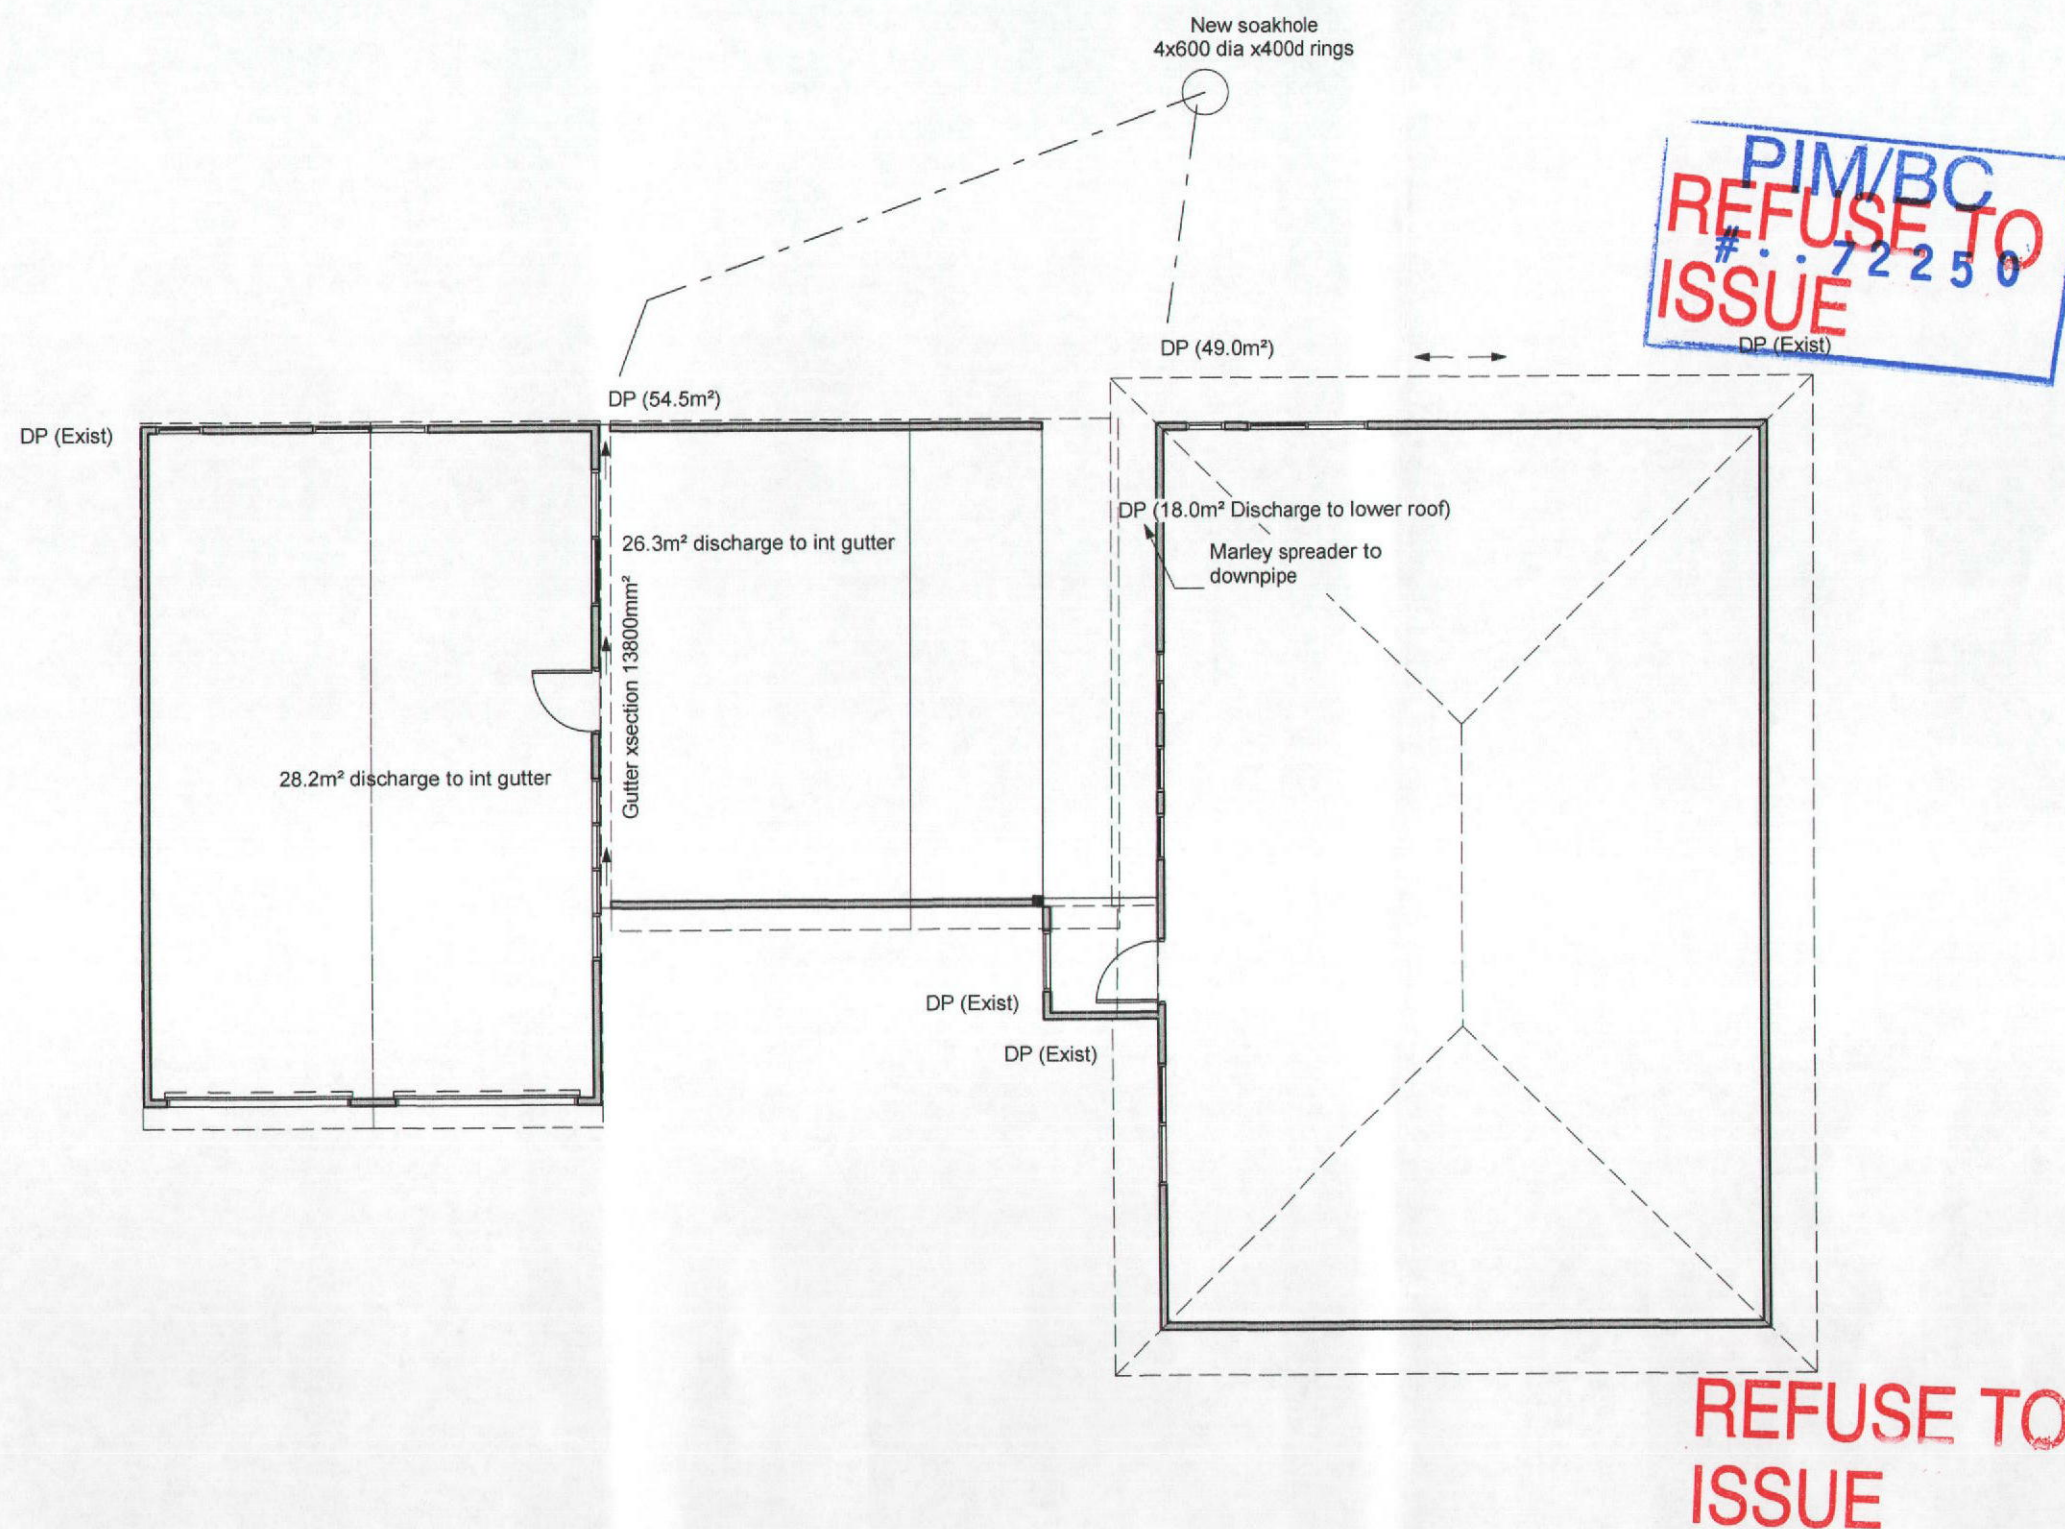 New soakhole
4x600 dia x400d rings
PIM/BC
REFUSE TO
#..72250
ISSUE
DP (49.0m²)
DP (Exist)
DP (54.5m²)
DP (Exist)
DP (18.0m² Discharge to lower roof)
26.3m² discharge to int gutter
Marley spreader to
downpipe
Gutter xsection 13800mm²
28.2m² discharge to int gutter
DP (Exist)
DP (Exist)
REFUSE TO
ISSUE